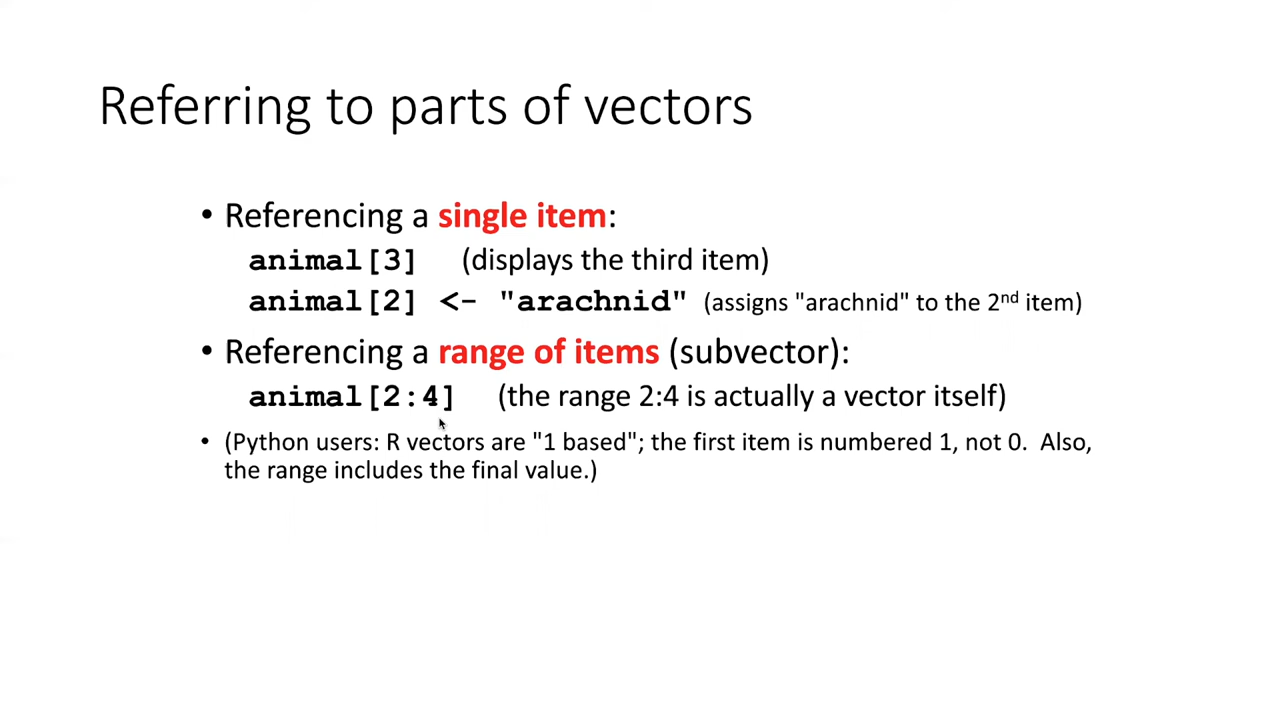 Referring to parts of vectors
• Referencing a single item:
animal[3] (displays the third item)
animal[2] <- "arachnid" (assigns "arachnid" to the 2nd item)
• Referencing a range of items (subvector):
animal[2:4] (the range 2:4 is actually a vector itself)
• (Python users: R vectors are "1 based"; the first item is numbered 1, not 0. Also,
the range includes the final value.)